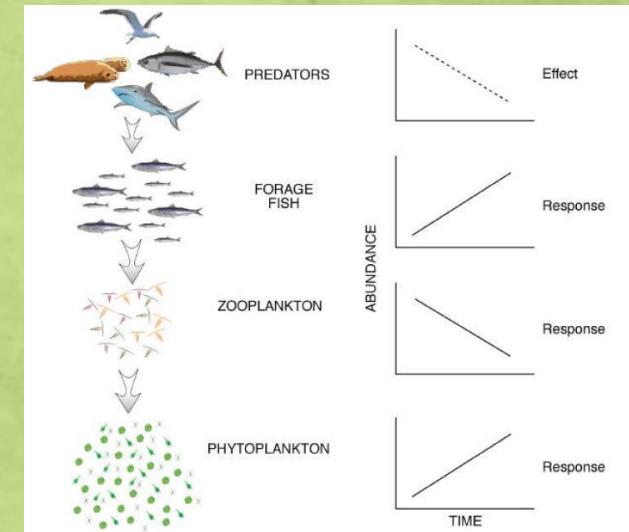 PREDATORS
Effect
FORAGE
FISH
Response
ABUNDANCE
ZOOPLANKTON
Response
PHYTOPLANKTON
Response
TIME